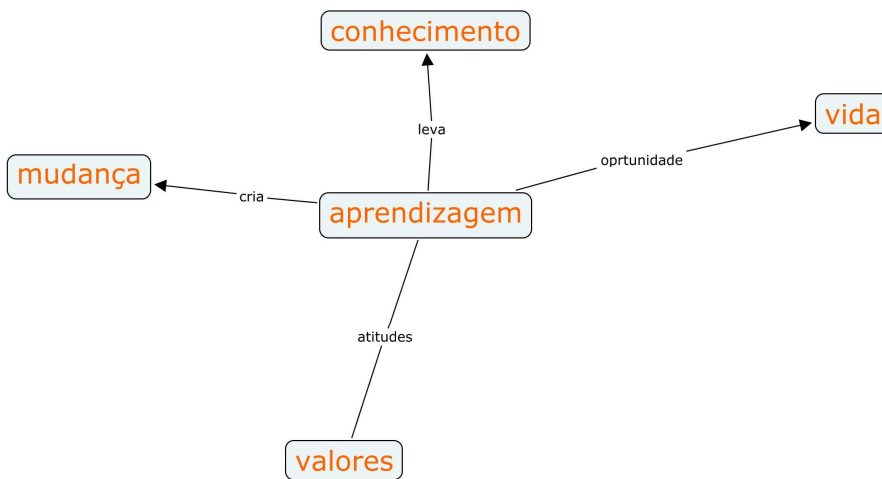 conhecimento
vida
leva
oprtunidade
mudança
cria
aprendizagem
atitudes
valores